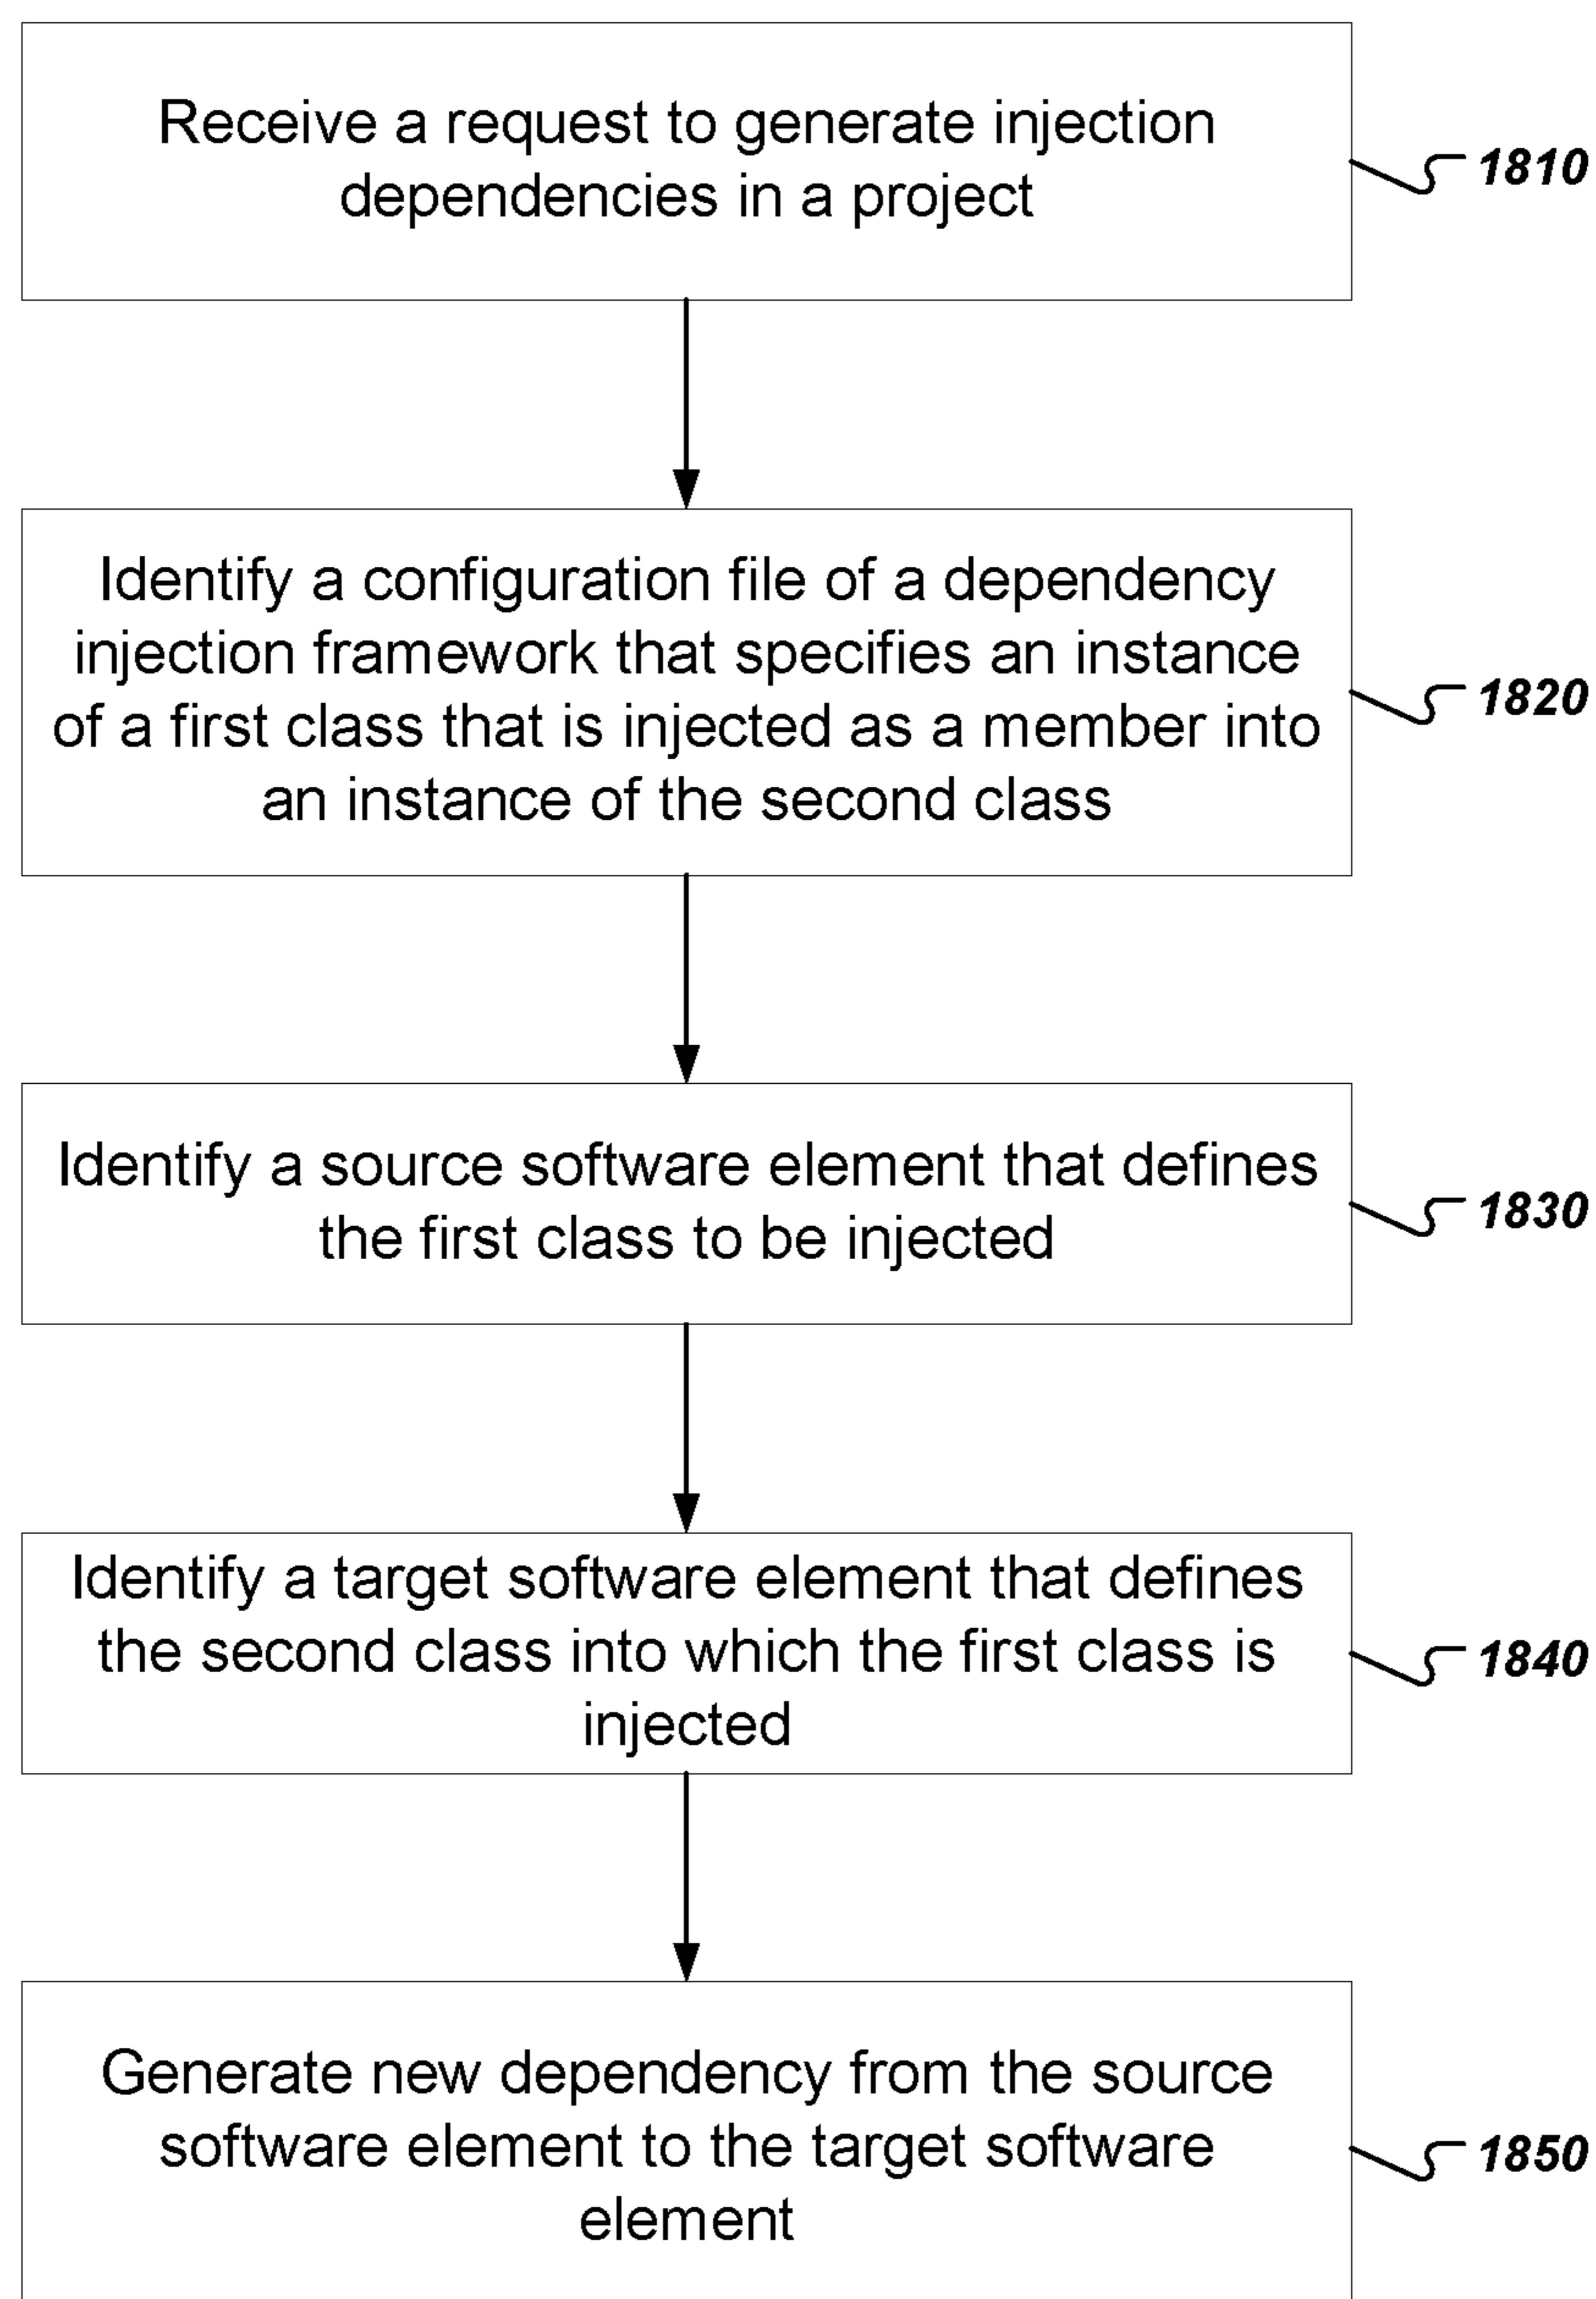 Receive a request to generate injection
dependencies in a project
1810
Identify a configuration file of a dependency
injection framework that specifies an instance
of a first class that is injected as a member into
an instance of the second class
1820
Identify a source software element that defines
the first class to be injected
1830
Identify a target software element that defines
the second class into which the first class is
injected
1840
Generate new dependency from the source
software element to the target software
element
1850